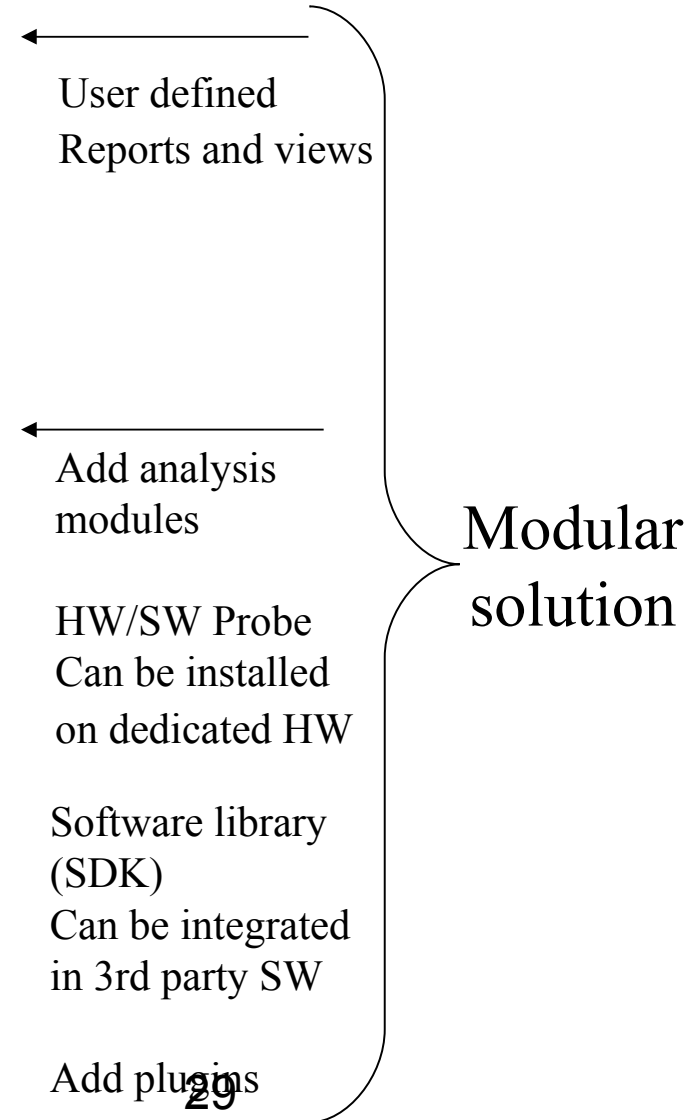 User defined
Reports and views
Add analysis
modules
Modular
solution
HW/SW Probe
Can be installed
on dedicated HW
Software library
(SDK)
Can be integrated
in 3rd party SW
Add plugins
29